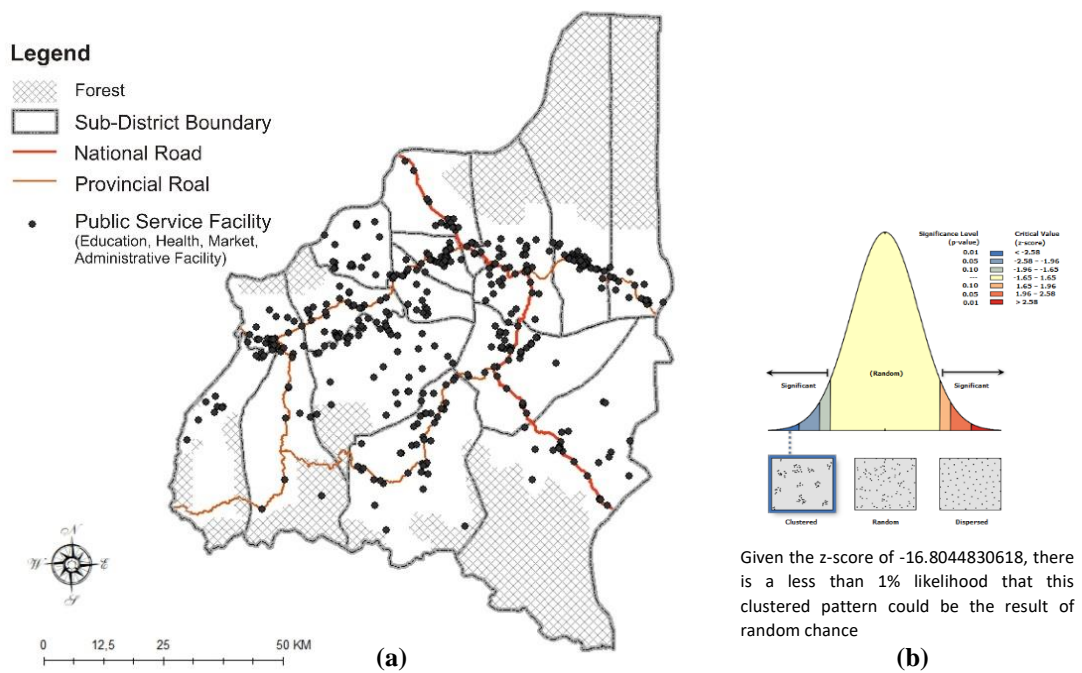 Legend
Forest
Sub-District Boundary
National Road
Provincial Roal
Public Service Facility
(Education, Health, Market,
Administrative Facility)
N
W E
S
0 12,5 25 50 KM
(a)
Significance Level Critical Value
(p-value) (z-score)
0.01 < -2.58
0.05 -2.58 - -1.96
0.10 -1.96 - -1.65
--- -1.65 - 1.65
0.10 1.65 - 1.96
0.05 1.96 - 2.58
0.01 > 2.58
(Random)
Significant Significant
Clustered Random Dispersed
Given the z-score of -16.8044830618, there
is a less than 1% likelihood that this
clustered pattern could be the result of
random chance
(b)